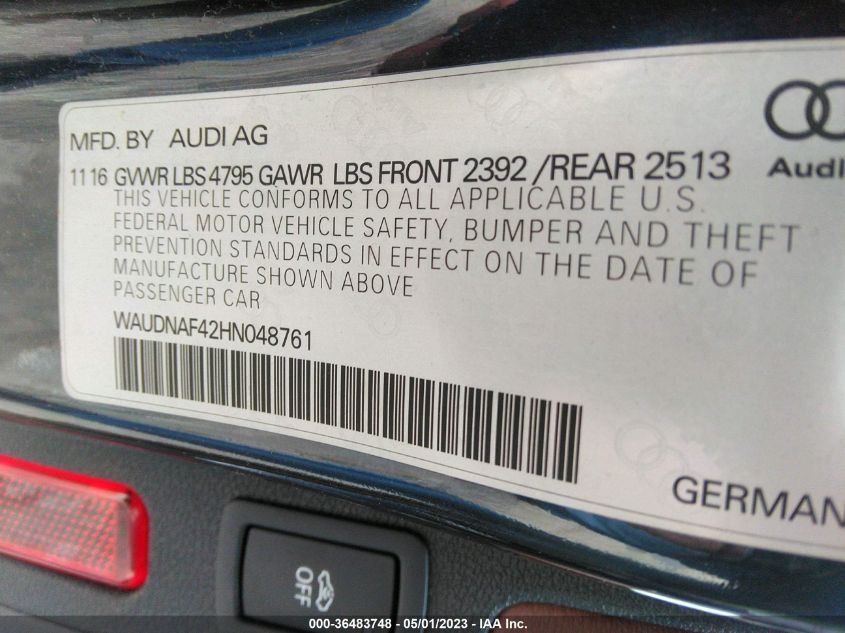 MFD. BY AUDI AG
Audi
11 16 GVWR LBS 4795 GAWR LBS FRONT 2392 /REAR 2513
THIS VEHICLE CONFORMS TO ALL APPLICABLE U.S.
FEDERAL MOTOR VEHICLE SAFETY, BUMPER AND THEFT
PREVENTION STANDARDS IN EFFECT ON THE DATE OF
MANUFACTURE SHOWN ABOVE
PASSENGER CAR
WAUDNAF42HN048761
GERMAN
OFF
000-36483748 - 05/01/2023 - IAA Inc.